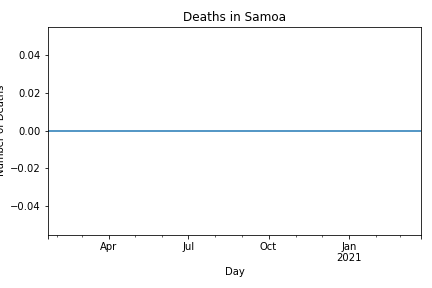 Deaths in Samoa
Number of Deaths
0.04
0.02
0.00
−0.02
−0.04
Apr
Jul
Oct
Jan
2021
Day